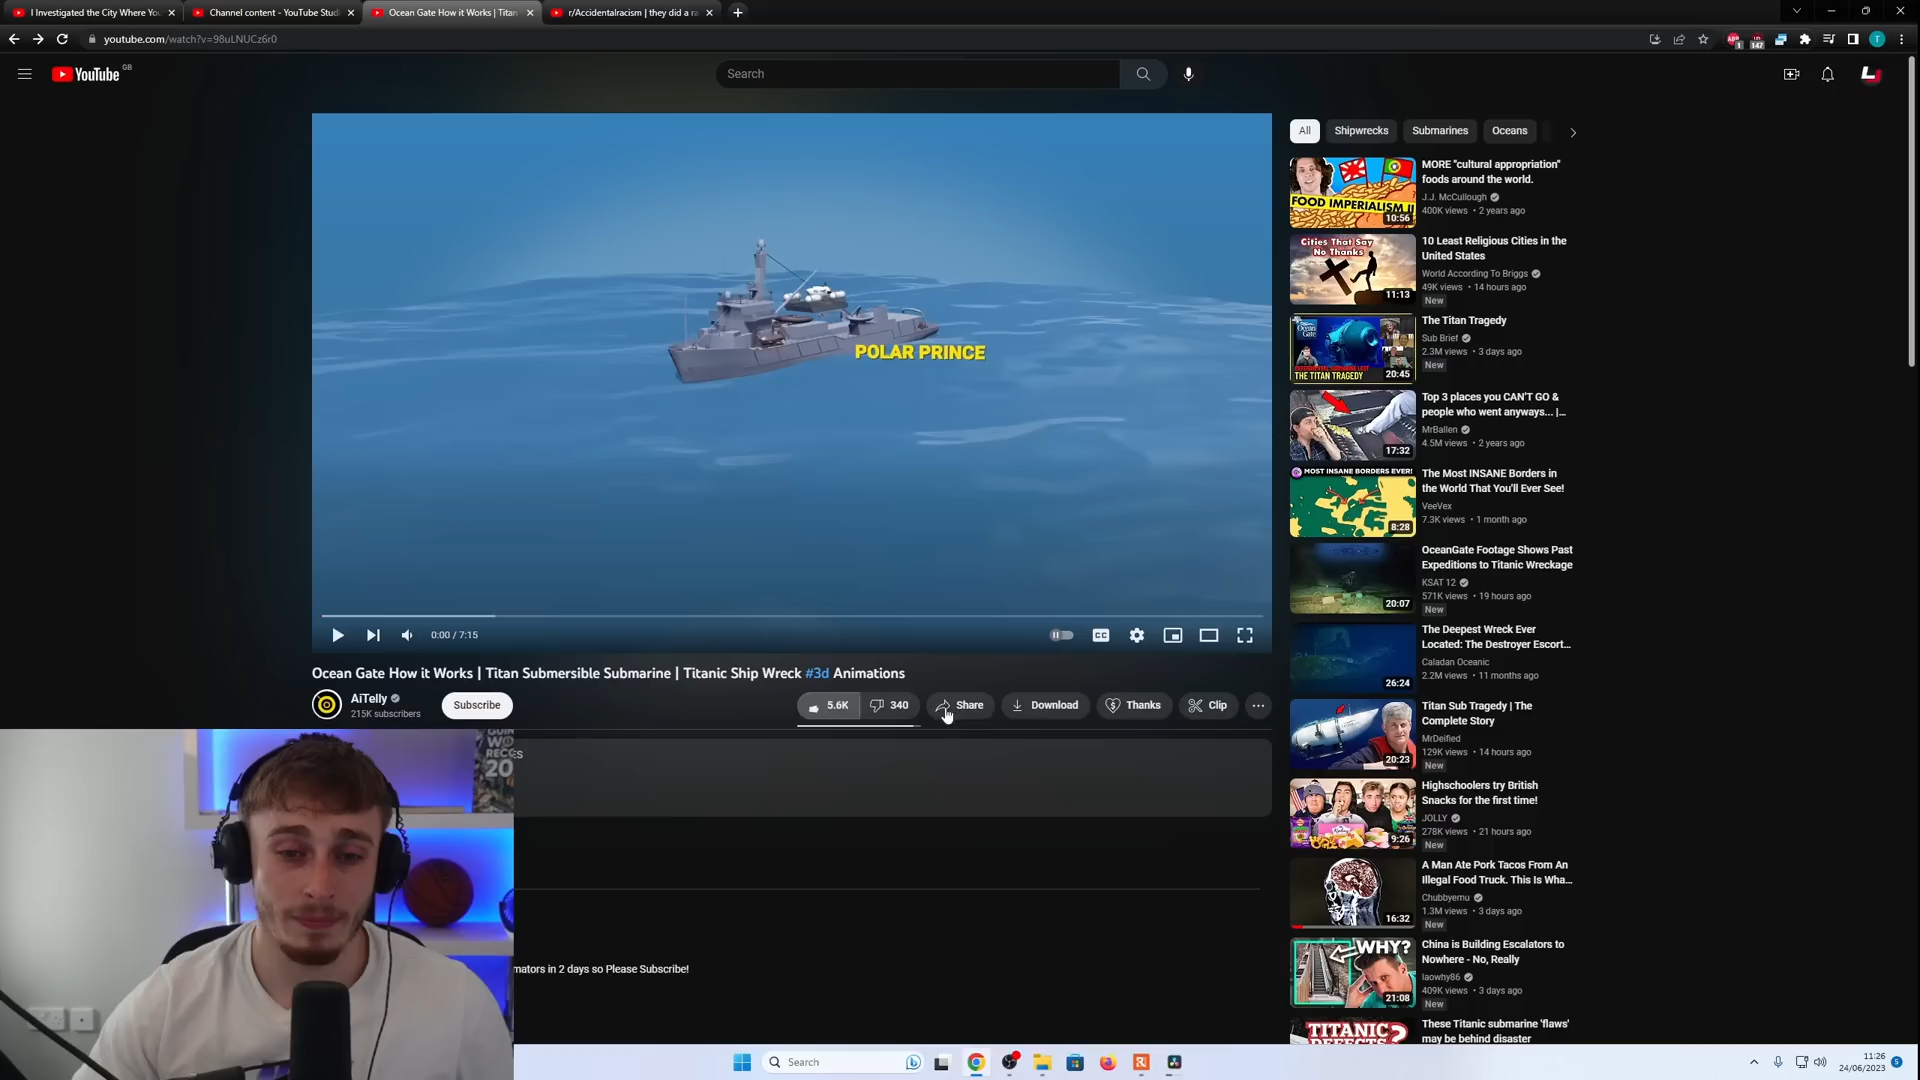 I Investigated the City Where Yo
Channel content - YouTube Studi
Ocean Gate How it Works | Titan
r/Accidentalracism | they did a ra
youtube.com/watch?v=98uLNUCz6r0
1
147
T
YouTube GB
Search
POLAR PRINCE
0:00 / 7:15
CC
Ocean Gate How it Works | Titan Submersible Submarine | Titanic Ship Wreck #3d Animations
AiTelly
215K subscribers
Subscribe
5.6K
340
Share
Download
Thanks
Clip
mators in 2 days so Please Subscribe!
All
Shipwrecks
Submarines
Oceans
FOOD IMPERIALISM II
10:56
MORE "cultural appropriation"
foods around the world.
J.J. McCullough
400K views • 2 years ago
Cities That Say
No Thanks
11:13
10 Least Religious Cities in the
United States
World According To Briggs
49K views • 14 hours ago
New
THE TITAN TRAGEDY
20:45
The Titan Tragedy
Sub Brief
2.3M views • 3 days ago
New
17:32
Top 3 places you CAN'T GO &
people who went anyways... |...
MrBallen
4.5M views • 2 years ago
MOST INSANE BORDERS EVER!
8:28
The Most INSANE Borders in
the World That You'll Ever See!
VeeVex
7.3K views • 1 month ago
20:07
OceanGate Footage Shows Past
Expeditions to Titanic Wreckage
KSAT 12
571K views • 19 hours ago
New
26:24
The Deepest Wreck Ever
Located: The Destroyer Escort...
Caladan Oceanic
2.2M views • 11 months ago
20:23
Titan Sub Tragedy | The
Complete Story
MrDeified
129K views • 14 hours ago
New
9:26
Highschoolers try British
Snacks for the first time!
JOLLY
278K views • 21 hours ago
New
16:32
A Man Ate Pork Tacos From An
Illegal Food Truck. This Is Wha...
Chubbyemu
1.3M views • 3 days ago
New
WHY?
21:08
China is Building Escalators to
Nowhere - No, Really
laowhy86
409K views • 3 days ago
New
TITANIC
DEFECTS?
These Titanic submarine 'flaws'
may be behind disaster
Search
11:26
24/06/2023
5